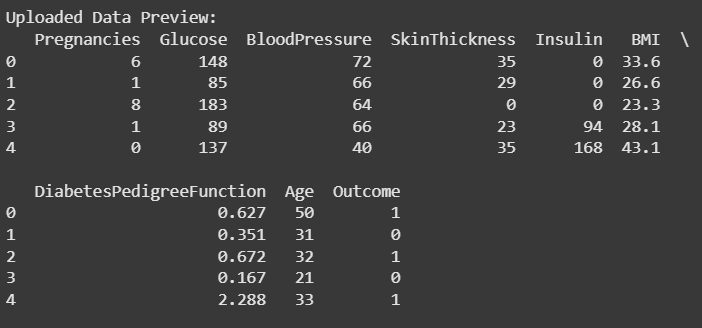 Uploaded Data Preview:
Pregnancies Glucose BloodPressure SkinThickness Insulin BMI \
0 6 148 72 35 0 33.6
1 1 85 66 29 0 26.6
2 8 183 64 0 0 23.3
3 1 89 66 23 94 28.1
4 0 137 40 35 168 43.1
DiabetesPedigreeFunction Age Outcome
0 0.627 50 1
1 0.351 31 0
2 0.672 32 1
3 0.167 21 0
4 2.288 33 1